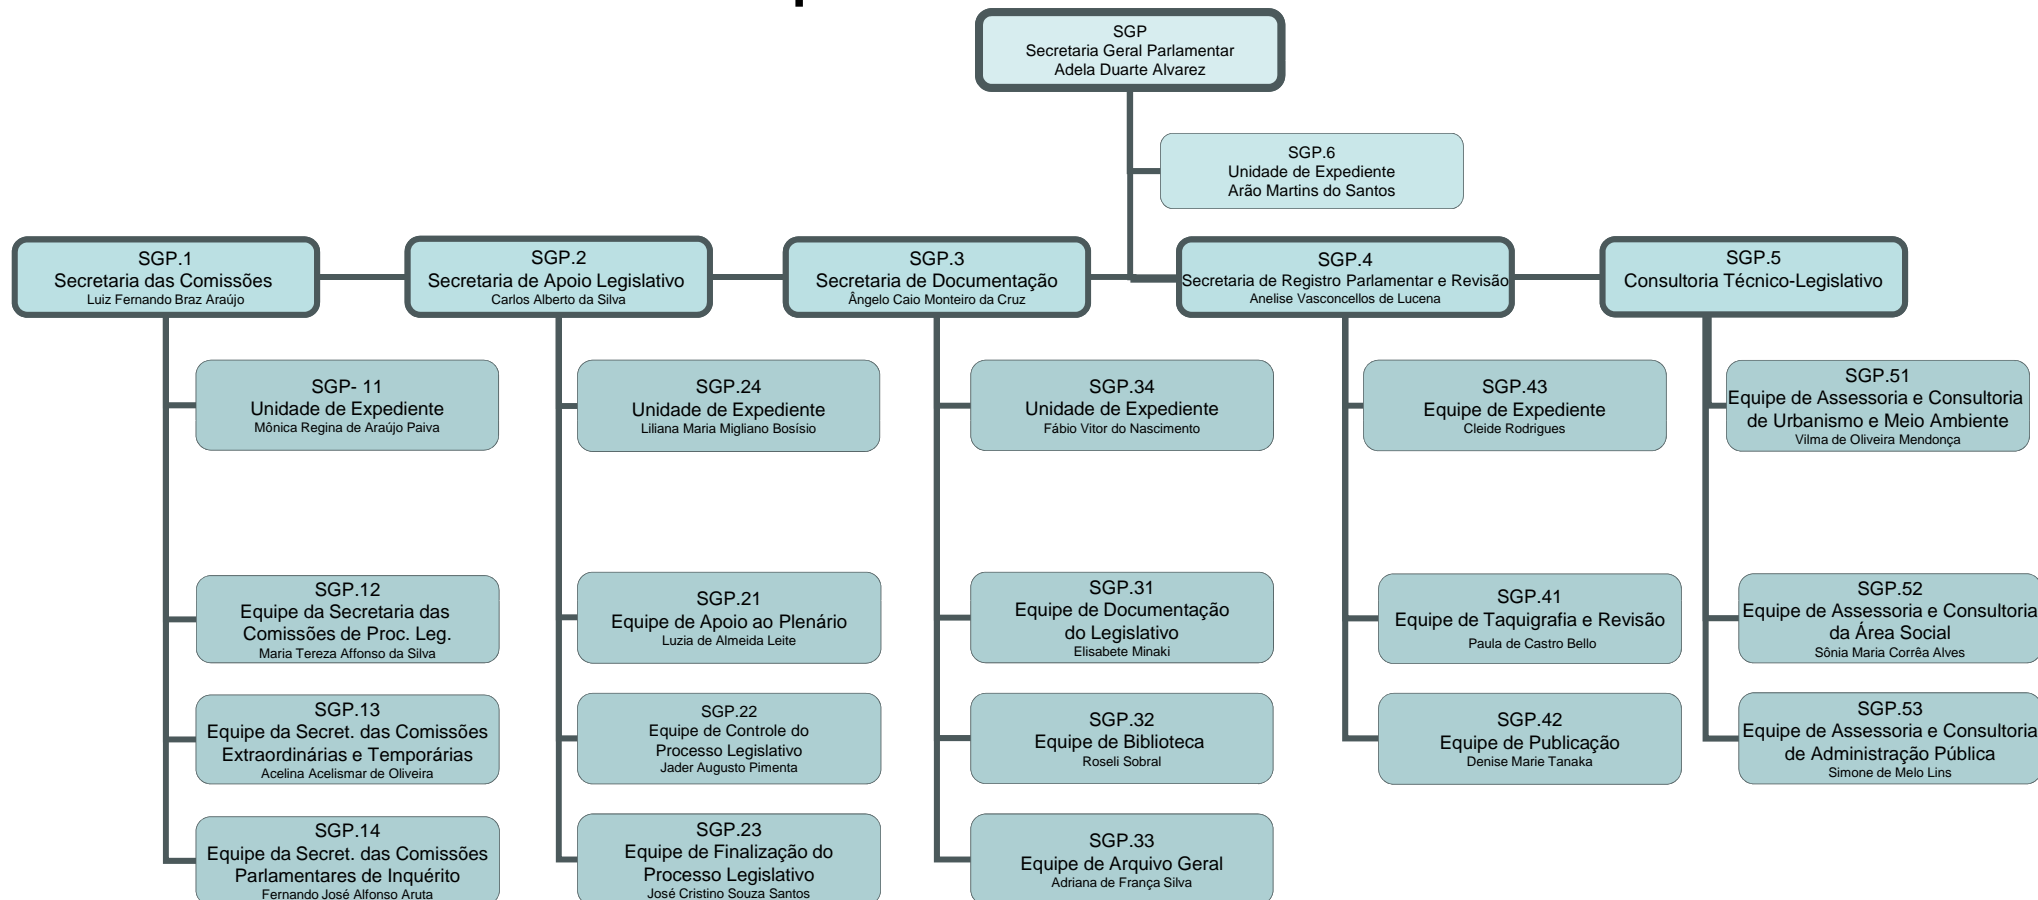 SGP
Secretaria Geral Parlamentar
Adela Duarte Alvarez
SGP.6
Unidade de Expediente
Arão Martins do Santos
SGP.1
Secretaria das Comissões
Luiz Fernando Braz Araújo
SGP.2
Secretaria de Apoio Legislativo
Carlos Alberto da Silva
SGP.3
Secretaria de Documentação
Ângelo Caio Monteiro da Cruz
SGP.4
Secretaria de Registro Parlamentar e Revisão
Anelise Vasconcellos de Lucena
SGP.5
Consultoria Técnico-Legislativo
SGP- 11
Unidade de Expediente
Mônica Regina de Araújo Paiva
SGP.24
Unidade de Expediente
Liliana Maria Migliano Bosísio
SGP.34
Unidade de Expediente
Fábio Vitor do Nascimento
SGP.43
Equipe de Expediente
Cleide Rodrigues
SGP.51
Equipe de Assessoria e Consultoria
de Urbanismo e Meio Ambiente
Vilma de Oliveira Mendonça
SGP.12
Equipe da Secretaria das
Comissões de Proc. Leg.
Maria Tereza Affonso da Silva
SGP.21
Equipe de Apoio ao Plenário
Luzia de Almeida Leite
SGP.31
Equipe de Documentação
do Legislativo
Elisabete Minaki
SGP.41
Equipe de Taquigrafia e Revisão
Paula de Castro Bello
SGP.52
Equipe de Assessoria e Consultoria
da Área Social
Sônia Maria Corrêa Alves
SGP.13
Equipe da Secret. das Comissões
Extraordinárias e Temporárias
Acelina Acelismar de Oliveira
SGP.22
Equipe de Controle do
Processo Legislativo
Jader Augusto Pimenta
SGP.32
Equipe de Biblioteca
Roseli Sobral
SGP.42
Equipe de Publicação
Denise Marie Tanaka
SGP.53
Equipe de Assessoria e Consultoria
de Administração Pública
Simone de Melo Lins
SGP.14
Equipe da Secret. das Comissões
Parlamentares de Inquérito
Fernando José Alfonso Aruta
SGP.23
Equipe de Finalização do
Processo Legislativo
José Cristino Souza Santos
SGP.33
Equipe de Arquivo Geral
Adriana de França Silva